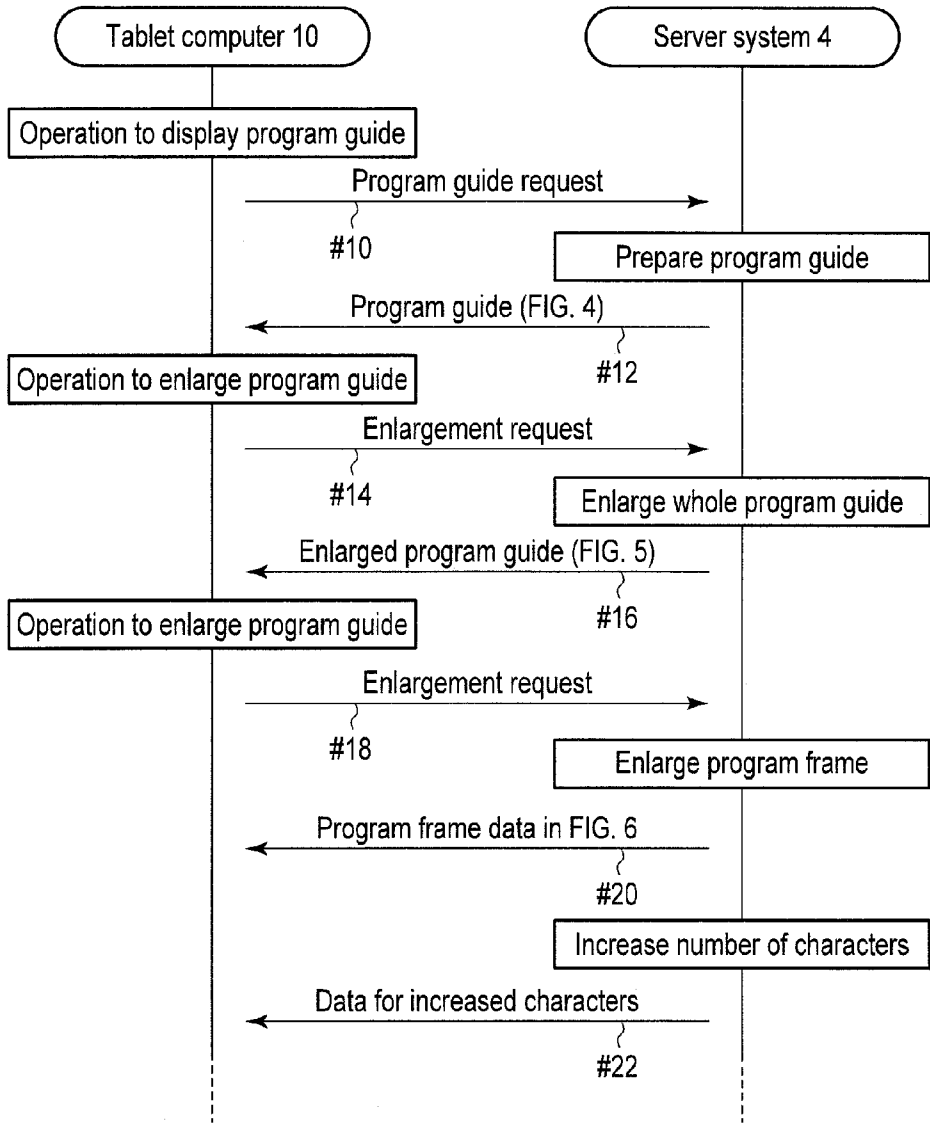 Tablet computer 10
Server system 4
Operation to display program guide
Program guide request
#10
Prepare program guide
Program guide (FIG. 4)
#12
Operation to enlarge program guide
Enlargement request
#14
Enlarge whole program guide
Enlarged program guide (FIG. 5)
#16
Operation to enlarge program guide
Enlargement request
#18
Enlarge program frame
Program frame data in FIG. 6
#20
Increase number of characters
Data for increased characters
#22